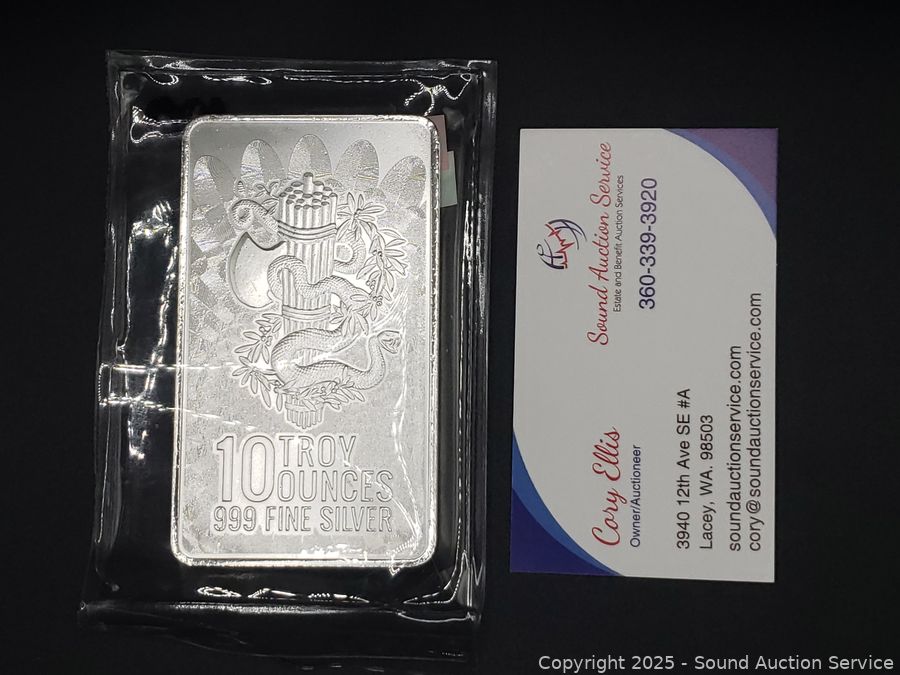 10 TROY
OUNCES
999 FINE SILVER
Sound Auction Service
Estate and Benefit Auction Services
360-339-3920
Cory Ellis
Owner/Auctioneer
3940 12th Ave SE #A
Lacey, WA. 98503
soundauctionservice.com
cory@soundauctionservice.com
Copyright 2025 - Sound Auction Service